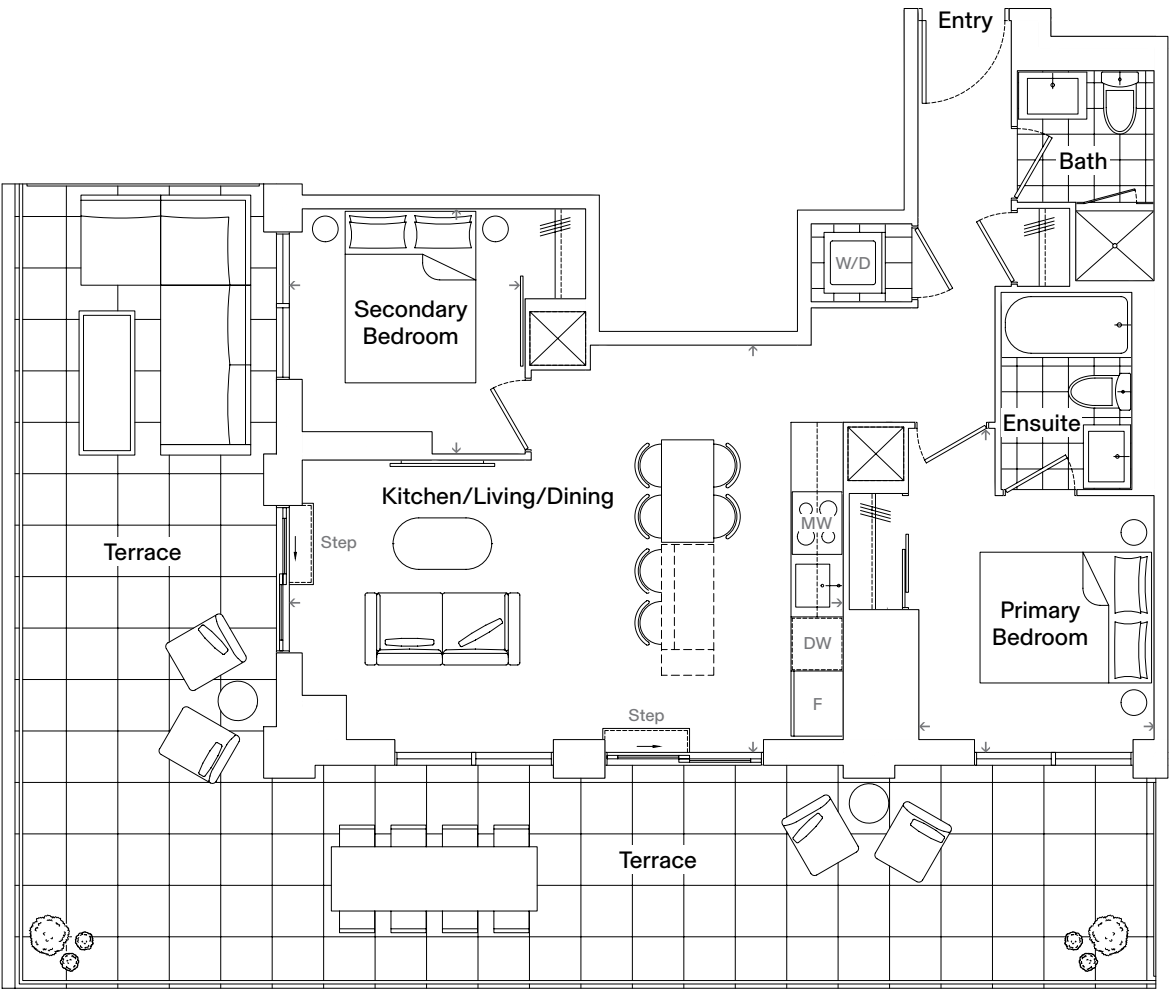 Entry
Bath
W/D
Secondary
Bedroom
Ensuite
Kitchen/Living/Dining
MW
Step
Terrace
Primary
Bedroom
DW
F
Step
Terrace